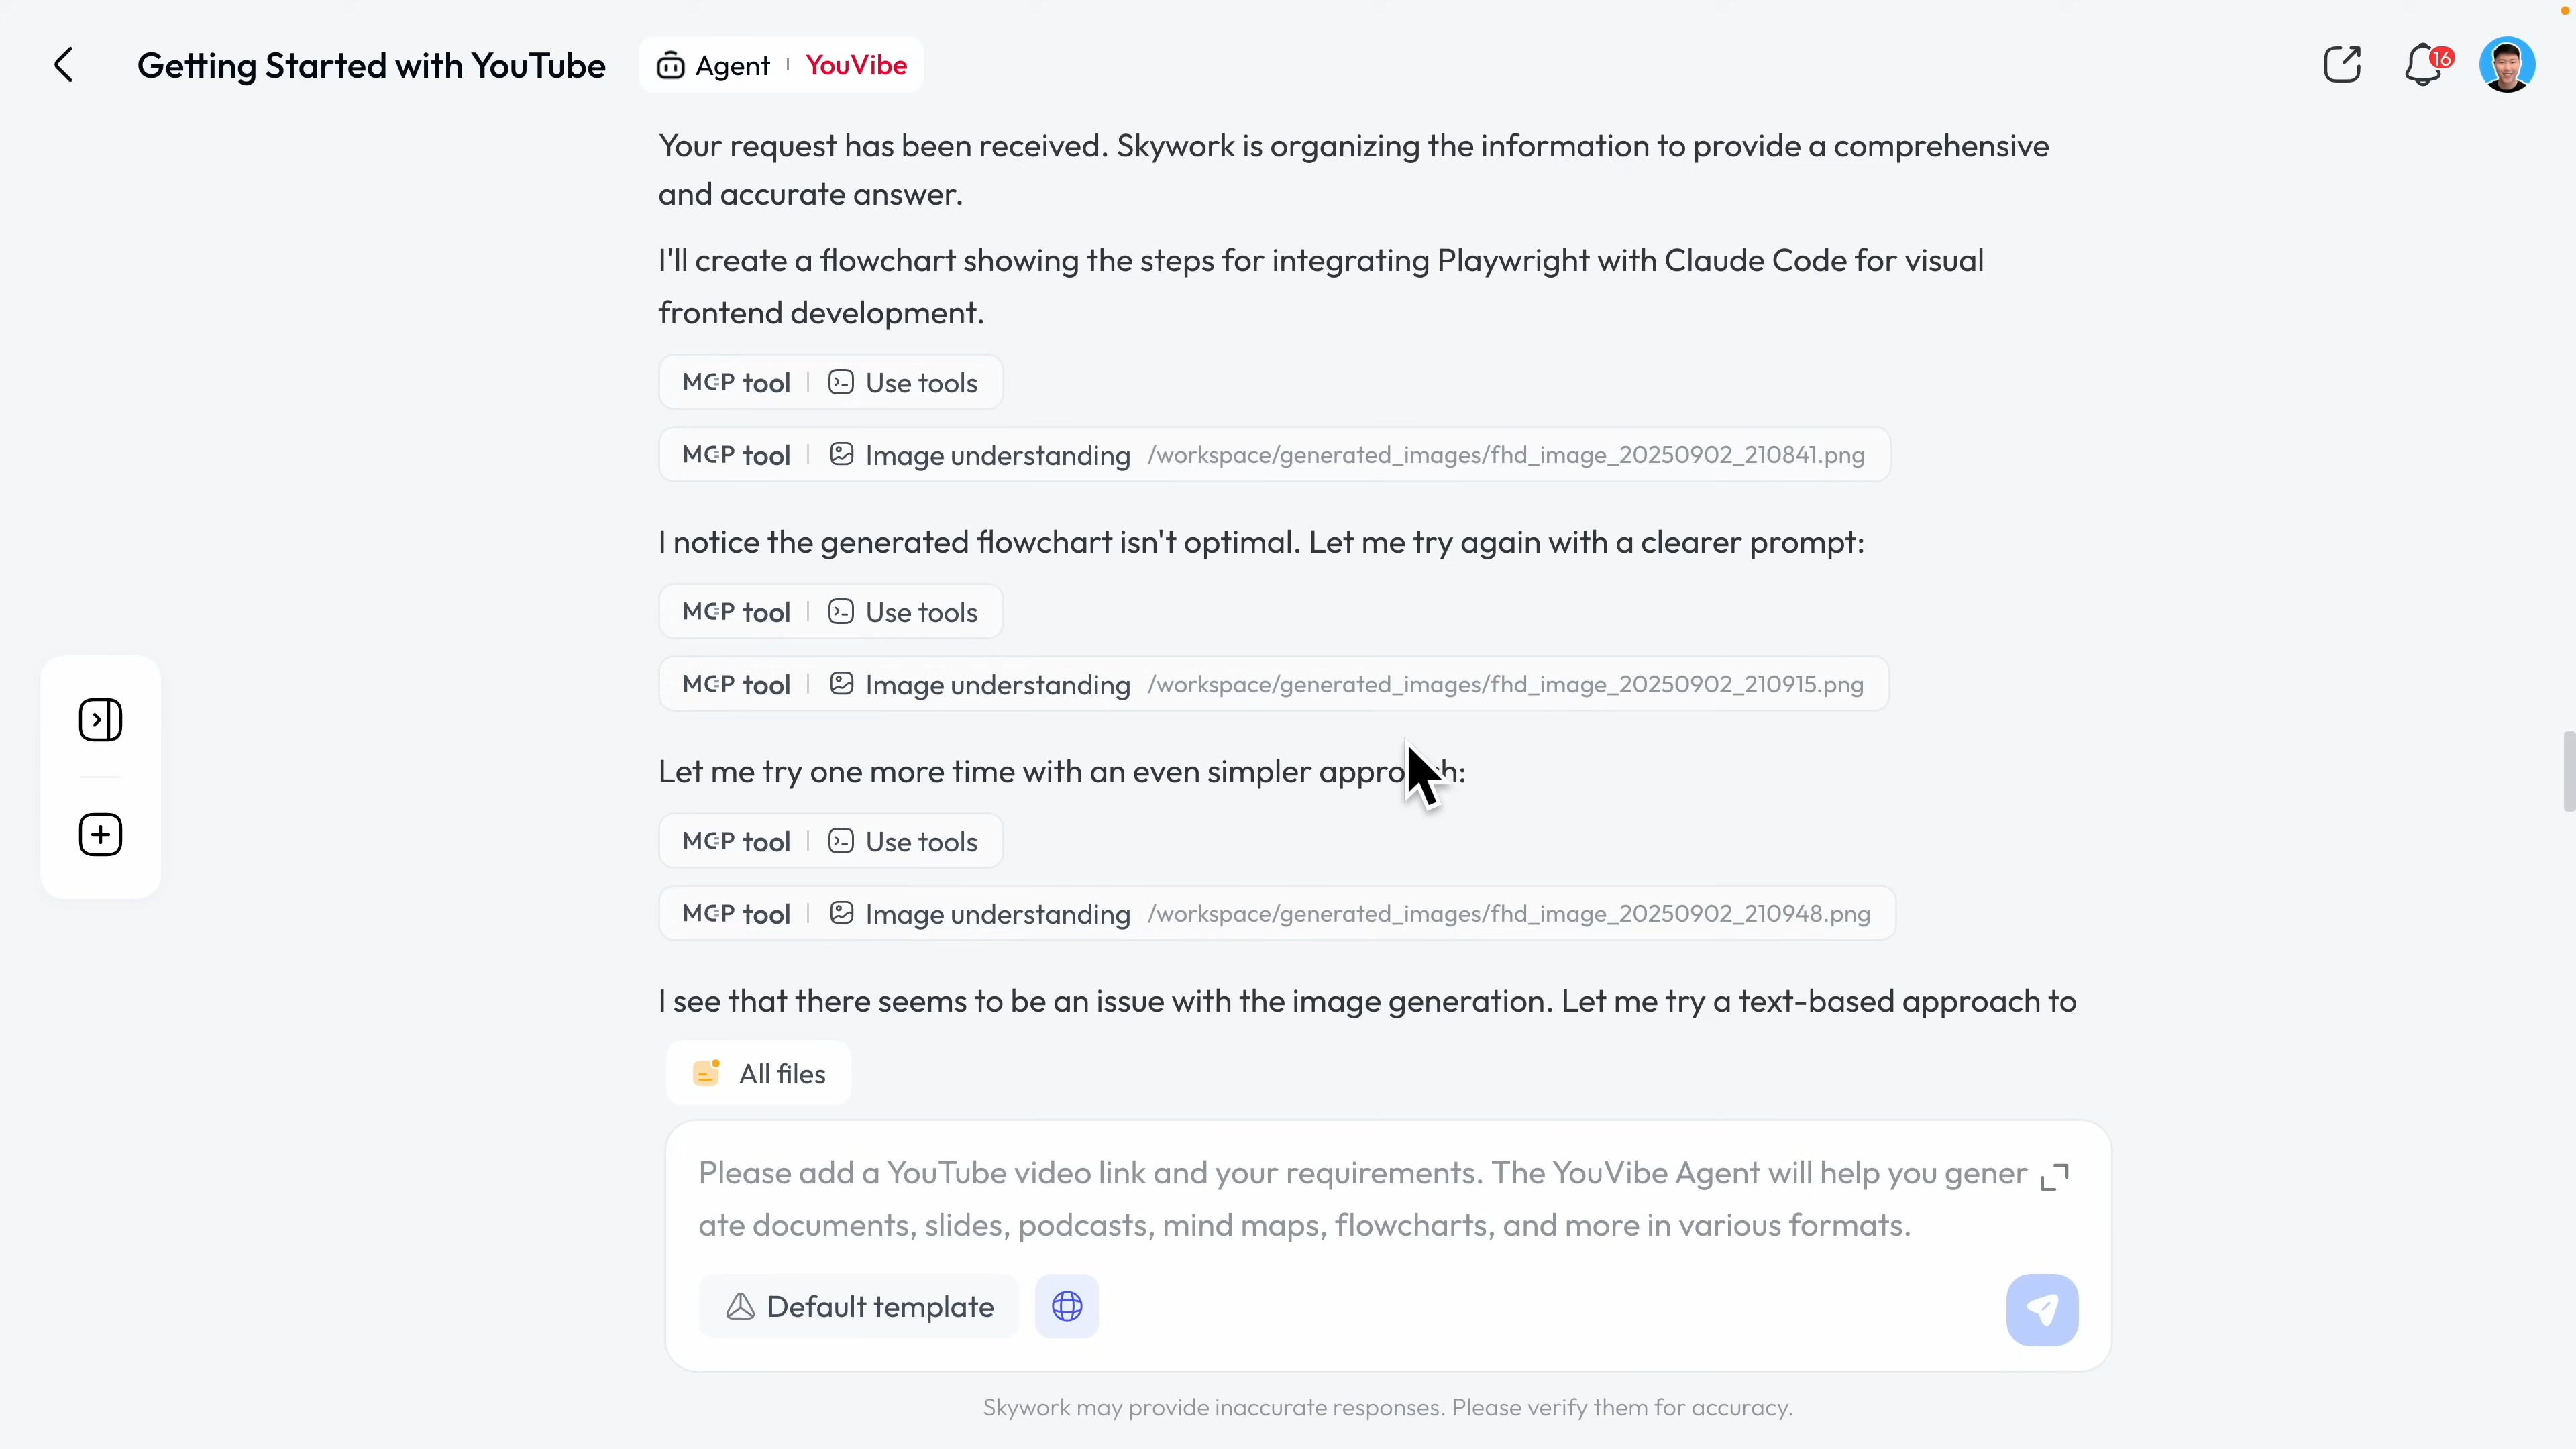 Getting Started with YouTube
Agent | YouVibe
16
Your request has been received. Skywork is organizing the information to provide a comprehensive
and accurate answer.
I'll create a flowchart showing the steps for integrating Playwright with Claude Code for visual
frontend development.
MCP tool | Use tools
MCP tool | Image understanding /workspace/generated_images/fhd_image_20250902_210841.png
I notice the generated flowchart isn't optimal. Let me try again with a clearer prompt:
MCP tool | Use tools
MCP tool | Image understanding /workspace/generated_images/fhd_image_20250902_210915.png
Let me try one more time with an even simpler approach:
MCP tool | Use tools
MCP tool | Image understanding /workspace/generated_images/fhd_image_20250902_210948.png
I see that there seems to be an issue with the image generation. Let me try a text-based approach to
All files
Please add a YouTube video link and your requirements. The YouVibe Agent will help you gener
ate documents, slides, podcasts, mind maps, flowcharts, and more in various formats.
Default template
Skywork may provide inaccurate responses. Please verify them for accuracy.